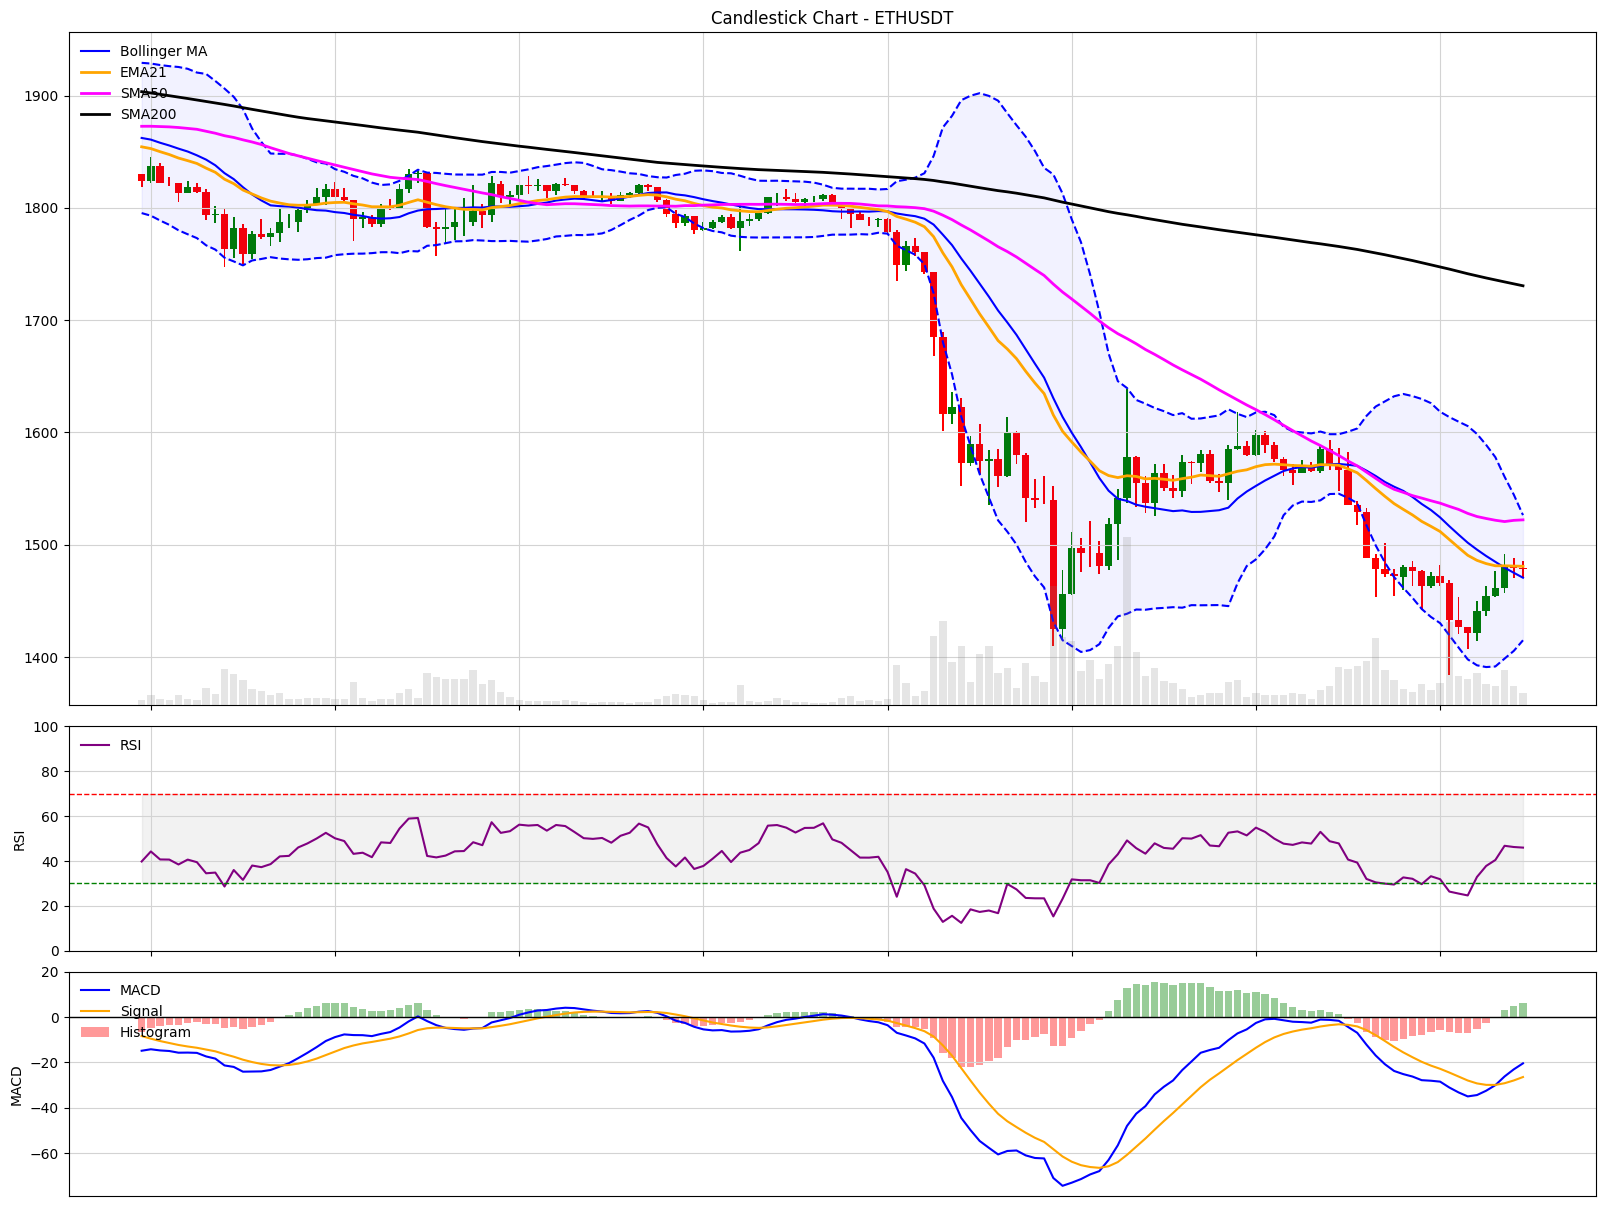 Candlestick Chart - ETHUSDT
Bollinger MA
EMA21
SMA50
SMA200
1900
1800
1700
1600
1500
1400
RSI
100
80
60
40
20
0
RSI
MACD
Signal
Histogram
20
0
−20
−40
−60
MACD